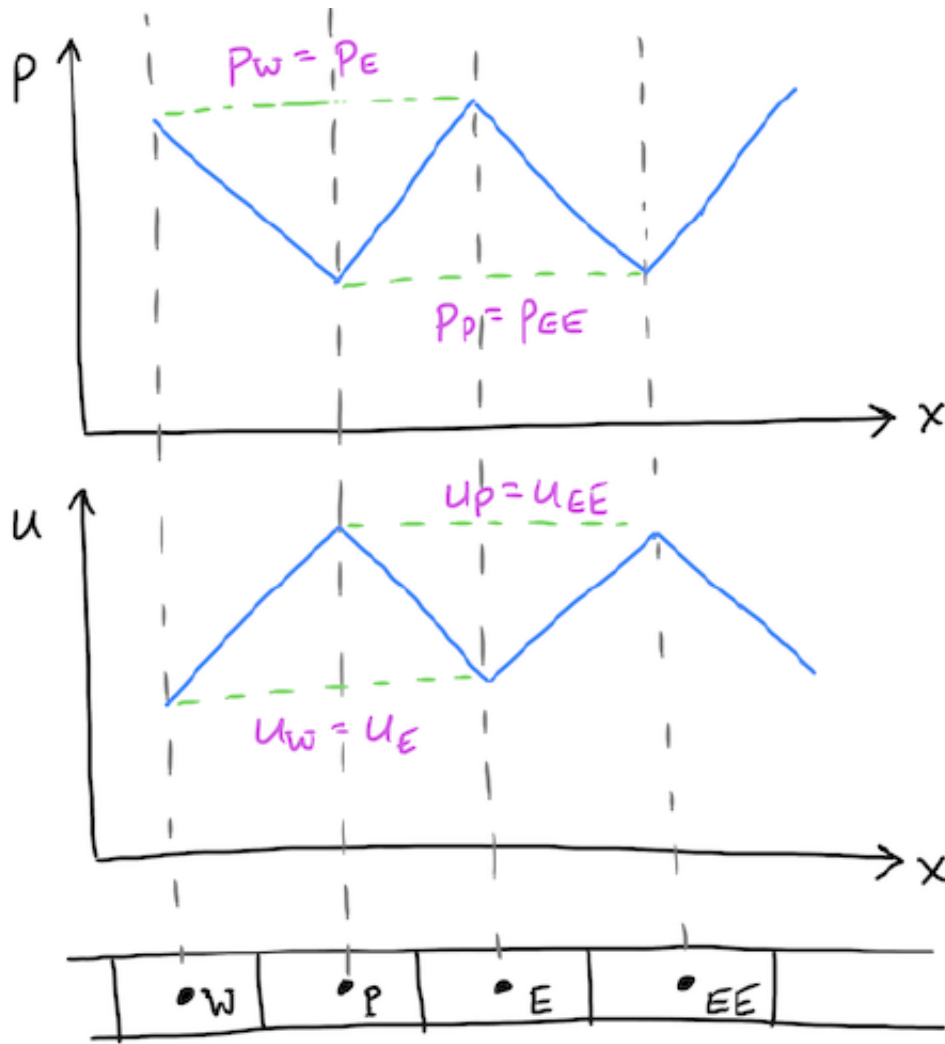 P
pw = pE
Pp = pEE
x
u
up = uEE
uw = uE
x
W
P
E
EE